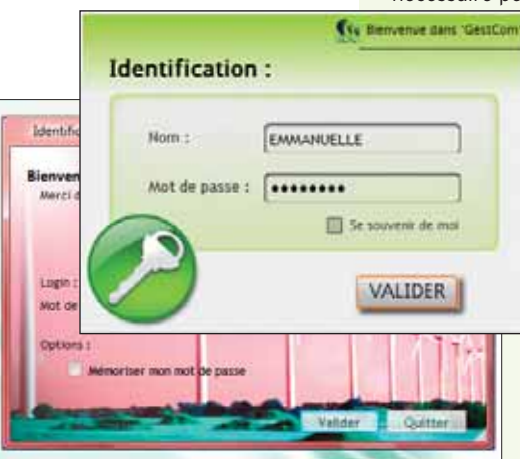 Bienvenue dans 'GestCom'
Identification :
Nom :
EMMANUELLE
Mot de passe :
••••••••
Se souvenir de moi
VALIDER
Identific
Bienven
Merci d
Login :
Mot de
Options :
Mémoriser mon mot de passe
Valider
Quitter